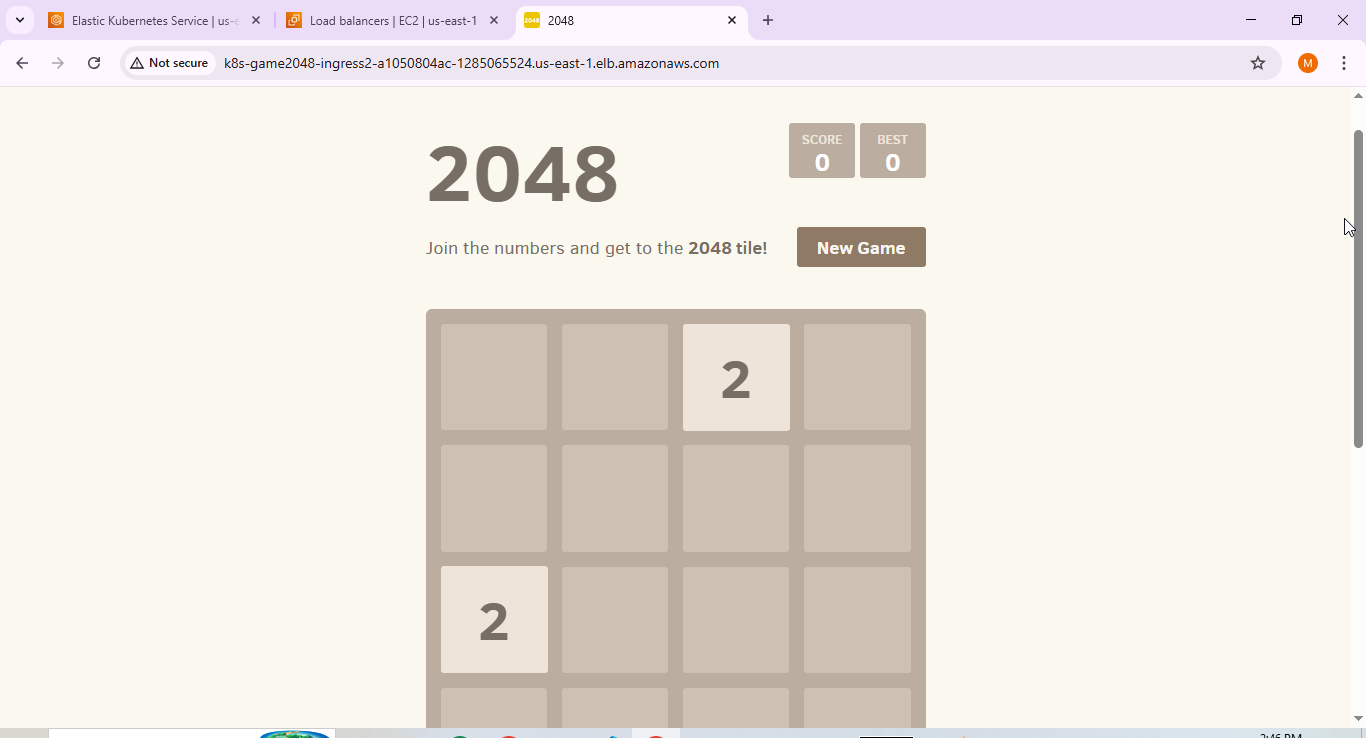 Elastic Kubernetes Service | us-e
Load balancers | EC2 | us-east-1
2048
2048
Not secure
k8s-game2048-ingress2-a1050804ac-1285065524.us-east-1.elb.amazonaws.com
M
2048
SCORE
0
BEST
0
Join the numbers and get to the 2048 tile!
New Game
2
2